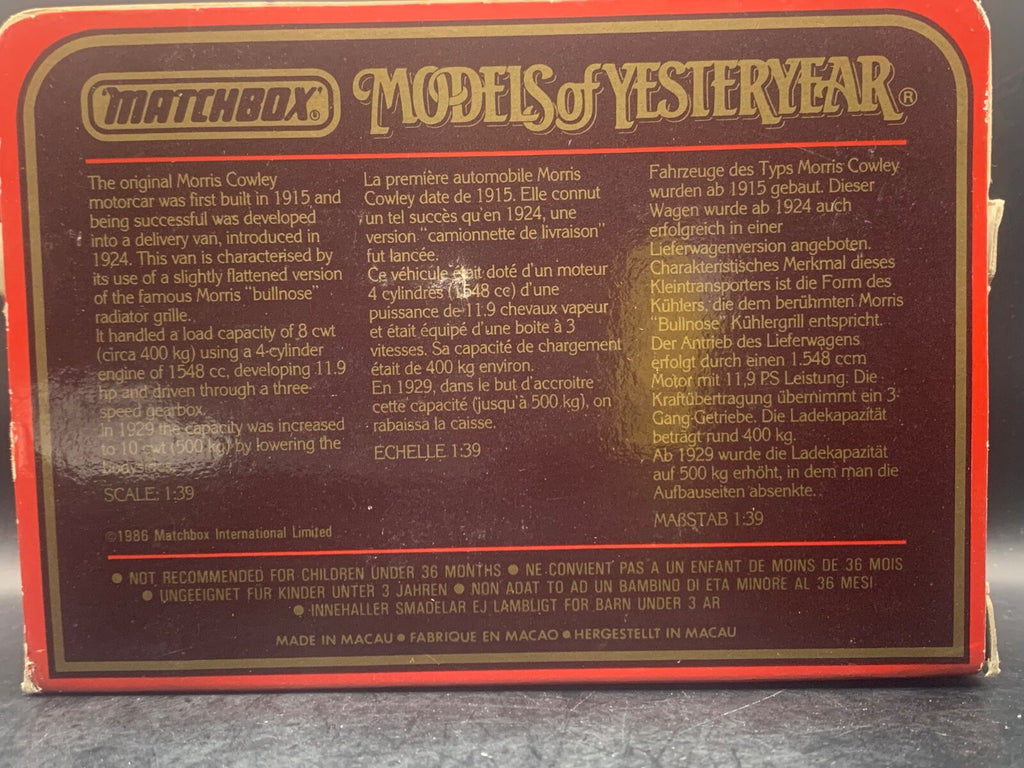 MATCHBOX® MODELS of YESTERYEAR®
The original Morris Cowley
motorcar was first built in 1915 and
being successful was developed
into a delivery van, introduced in
1924. This van is characterised by
its use of a slightly flattened version
of the famous Morris "bullnose"
radiator grille.
It handled a load capacity of 8 cwt
(circa 400 kg) using a 4-cylinder
engine of 1548 cc, developing 11.9
hp and driven through a three-
speed gearbox.
In 1929 the capacity was increased
to 10 cwt (500 kg) by lowering the
bodysides.
SCALE: 1:39
©1986 Matchbox International Limited
La première automobile Morris
Cowley date de 1915. Elle connut
un tel succès qu'en 1924, une
version "camionnette de livraison"
fut lancée.
Ce véhicule était doté d'un moteur
4 cylindres (1548 cc) d'une
puissance de 11.9 chevaux vapeur
et était équipé d'une boite à 3
vitesses. Sa capacité de chargement
était de 400 kg environ.
En 1929, dans le but d'accroitre
cette capacité (jusqu'à 500 kg), on
rabaissa la caisse.
ÉCHELLE 1:39
Fahrzeuge des Typs Morris Cowley
wurden ab 1915 gebaut. Dieser
Wagen wurde ab 1924 auch
erfolgreich in einer
Lieferwagenversion angeboten.
Charakteristisches Merkmal dieses
Kleintransporters ist die Form des
Kühlers, die dem berühmten Morris
"Bullnose" Kühlergrill entspricht.
Der Antrieb des Lieferwagens
erfolgt durch einen 1.548 ccm
Motor mit 11,9 PS Leistung. Die
Kraftübertragung übernimmt ein 3-
Gang-Getriebe. Die Ladekapazität
beträgt rund 400 kg.
Ab 1929 wurde die Ladekapazität
auf 500 kg erhöht, in dem man die
Aufbauseiten absenkte.
MAßSTAB 1:39
● NOT RECOMMENDED FOR CHILDREN UNDER 36 MONTHS ● NE CONVIENT PAS A UN ENFANT DE MOINS DE 36 MOIS
● UNGEEIGNET FÜR KINDER UNTER 3 JAHREN ● NON ADAT TO AD UN BAMBINO DI ETA MINORE AL 36 MESI
● INNEHALLER SMADELAR EJ LAMBLIGT FOR BARN UNDER 3 AR
MADE IN MACAU ● FABRIQUE EN MACAO ● HERGESTELLT IN MACAU